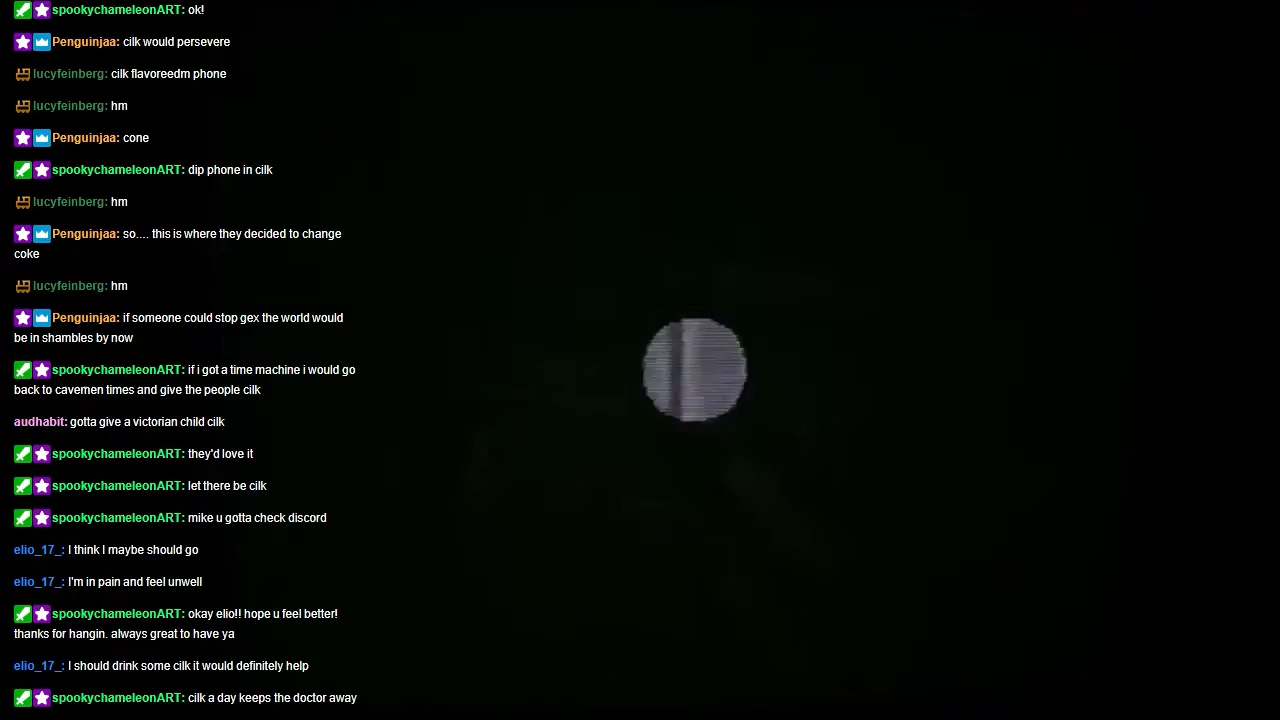 spookychameleonART: ok!
Penguinjaa: cilk would persevere
lucyfeinberg: cilk flavoreedm phone
lucyfeinberg: hm
Penguinjaa: cone
spookychameleonART: dip phone in cilk
lucyfeinberg: hm
Penguinjaa: so.... this is where they decided to change
coke
lucyfeinberg: hm
Penguinjaa: if someone could stop gex the world would
be in shambles by now
spookychameleonART: if i got a time machine i would go
back to cavemen times and give the people cilk
audhabit: gotta give a victorian child cilk
spookychameleonART: they'd love it
spookychameleonART: let there be cilk
spookychameleonART: mike u gotta check discord
elio_17_: I think I maybe should go
elio_17_: I'm in pain and feel unwell
spookychameleonART: okay elio!! hope u feel better!
thanks for hangin. always great to have ya
elio_17_: I should drink some cilk it would definitely help
spookychameleonART: cilk a day keeps the doctor away